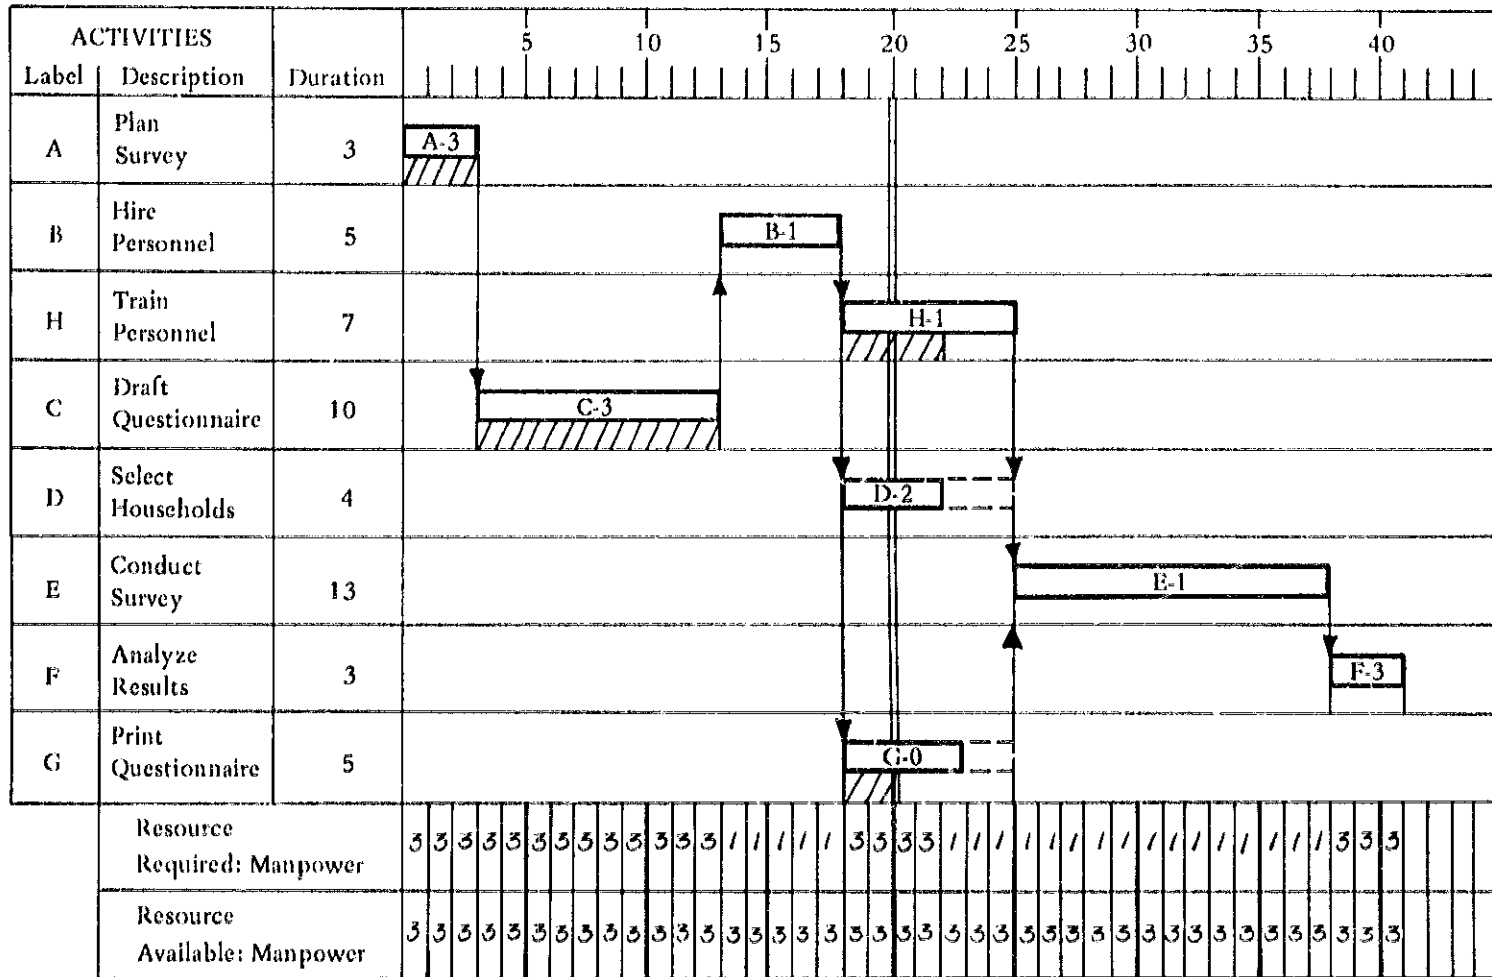 ACTIVITIES
Label Description Duration
5 10 15 20 25 30 35 40
A Plan Survey 3
A-3
B Hire Personnel 5
B-1
H Train Personnel 7
H-1
C Draft Questionnaire 10
C-3
D Select Households 4
D-2
E Conduct Survey 13
E-1
F Analyze Results 3
F-3
G Print Questionnaire 5
G-0
Resource Required: Manpower 3 3 3 3 3 3 3 3 3 3 3 3 3 1 1 1 1 1 3 3 3 3 1 1 1 1 1 1 1 1 1 1 1 1 1 1 1 1 3 3 3
Resource Available: Manpower 3 3 3 3 3 3 3 3 3 3 3 3 3 3 3 3 3 3 3 3 3 3 3 3 3 3 3 3 3 3 3 3 3 3 3 3 3 3 3 3 3